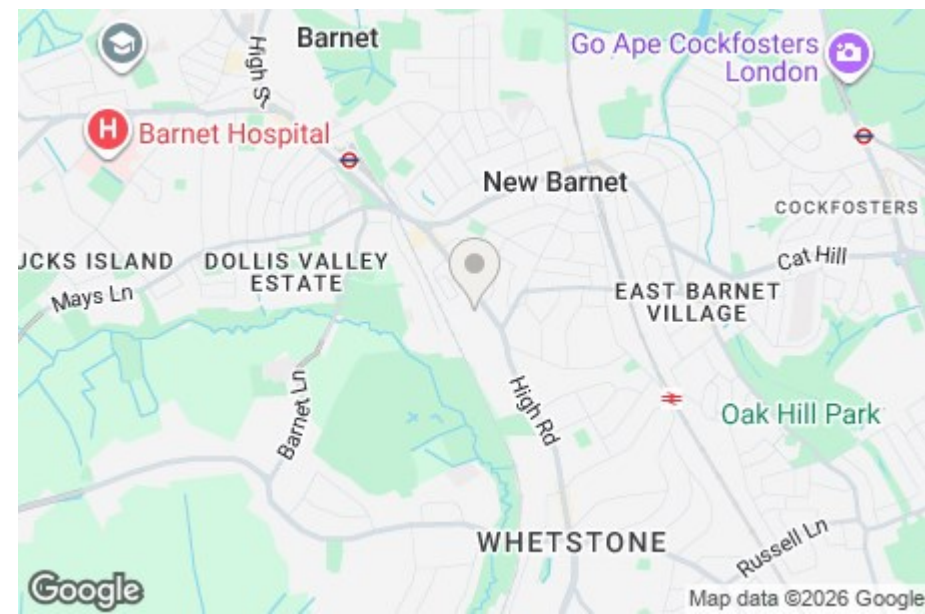 Barnet
High St
Go Ape Cockfosters
London
H
Barnet Hospital
New Barnet
COCKFOSTERS
UCKS ISLAND
DOLLIS VALLEY
ESTATE
Cat Hill
Mays Ln
EAST BARNET
VILLAGE
Barnet Ln
High Rd
Oak Hill Park
WHETSTONE
Russell Ln
Google
Map data ©2026 Google